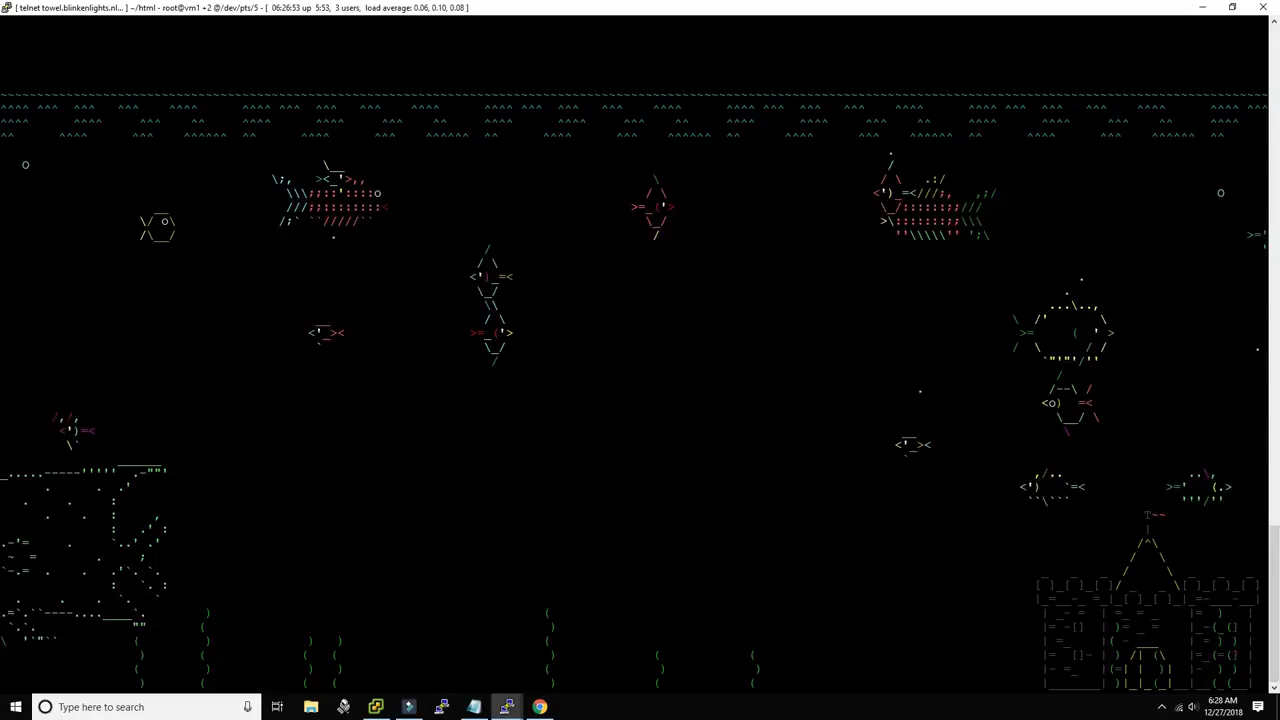 [ telnet towel.blinkenlights.nl... ] ~/html - root@vm1 +2 @/dev/pts/5 - [ 06:26:53 up  5:53,  3 users,  load average: 0.06, 0.10, 0.08 ]
Type here to search
6:28 AM
12/27/2018